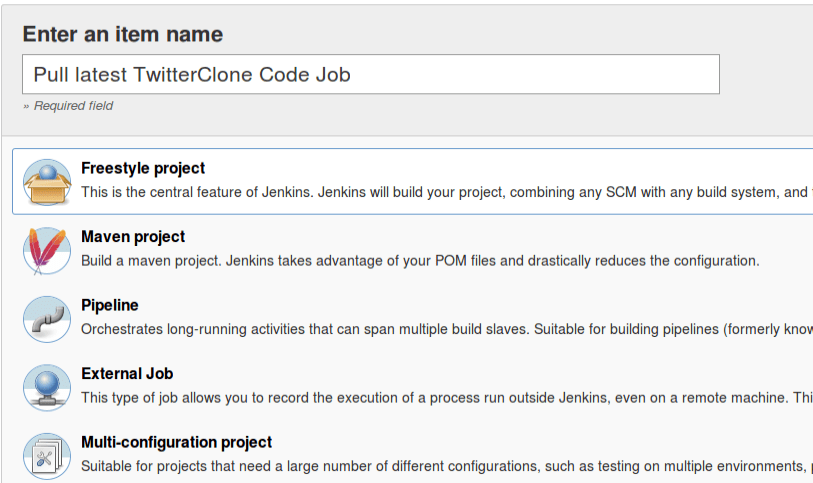 Enter an item name
Pull latest TwitterClone Code Job
» Required field
Freestyle project
This is the central feature of Jenkins. Jenkins will build your project, combining any SCM with any build system, and
Maven project
Build a maven project. Jenkins takes advantage of your POM files and drastically reduces the configuration.
Pipeline
Orchestrates long-running activities that can span multiple build slaves. Suitable for building pipelines (formerly know
External Job
This type of job allows you to record the execution of a process run outside Jenkins, even on a remote machine. Thi
Multi-configuration project
Suitable for projects that need a large number of different configurations, such as testing on multiple environments,